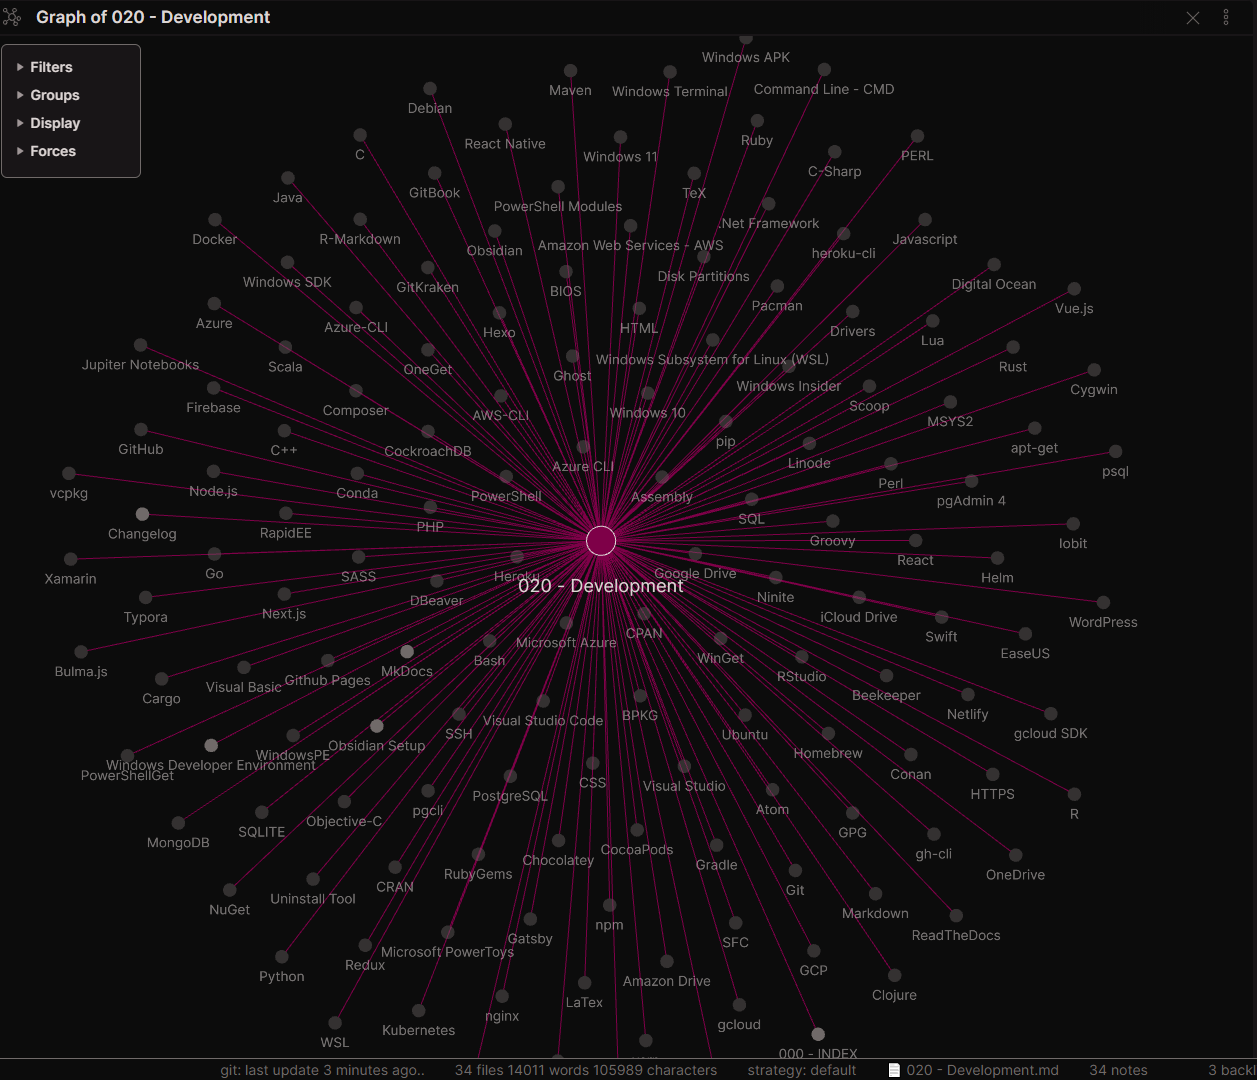 Graph of 020 - Development
Filters
Groups
Display
Forces
Windows APK
Maven
Windows Terminal
Command Line - CMD
Debian
React Native
Ruby
C
Windows 11
PERL
C-Sharp
GitBook
TeX
Java
PowerShell Modules
.Net Framework
Docker
R-Markdown
Obsidian
Amazon Web Services - AWS
heroku-cli
Javascript
Windows SDK
GitKraken
BIOS
Disk Partitions
Digital Ocean
Pacman
Vue.js
Azure
Azure-CLI
Hexo
HTML
Drivers
Lua
Jupiter Notebooks
Scala
OneGet
Ghost
Windows Subsystem for Linux (WSL)
Rust
Windows Insider
Cygwin
Firebase
Composer
AWS-CLI
Windows 10
Scoop
MSYS2
GitHub
C++
CockroachDB
pip
apt-get
Azure CLI
Linode
psql
vcpkg
Node.js
Conda
PowerShell
Assembly
Perl
pgAdmin 4
Changelog
RapidEE
PHP
SQL
Groovy
Iobit
React
Xamarin
Go
SASS
Heroku
Google Drive
Helm
020 - Development
Typora
Next.js
DBeaver
Ninite
iCloud Drive
WordPress
Swift
CPAN
Microsoft Azure
Bulma.js
MkDocs
Bash
WinGet
EaseUS
Cargo
Visual Basic
Github Pages
RStudio
Beekeeper
Netlify
Visual Studio Code
BPKG
SSH
Ubuntu
gcloud SDK
Obsidian Setup
WindowsPE
Windows Developer Environment
PowerShellGet
Homebrew
Conan
CSS
Visual Studio
HTTPS
PostgreSQL
pgcli
Atom
R
MongoDB
SQLITE
Objective-C
GPG
CocoaPods
Chocolatey
gh-cli
Gradle
RubyGems
OneDrive
CRAN
Git
NuGet
Uninstall Tool
Markdown
npm
ReadTheDocs
Gatsby
SFC
Microsoft PowerToys
Redux
Python
GCP
Amazon Drive
Clojure
LaTex
nginx
gcloud
Kubernetes
WSL
000 - INDEX
git: last update 3 minutes ago..
34 files 14011 words 105989 characters
strategy: default
020 - Development.md
34 notes
3 back